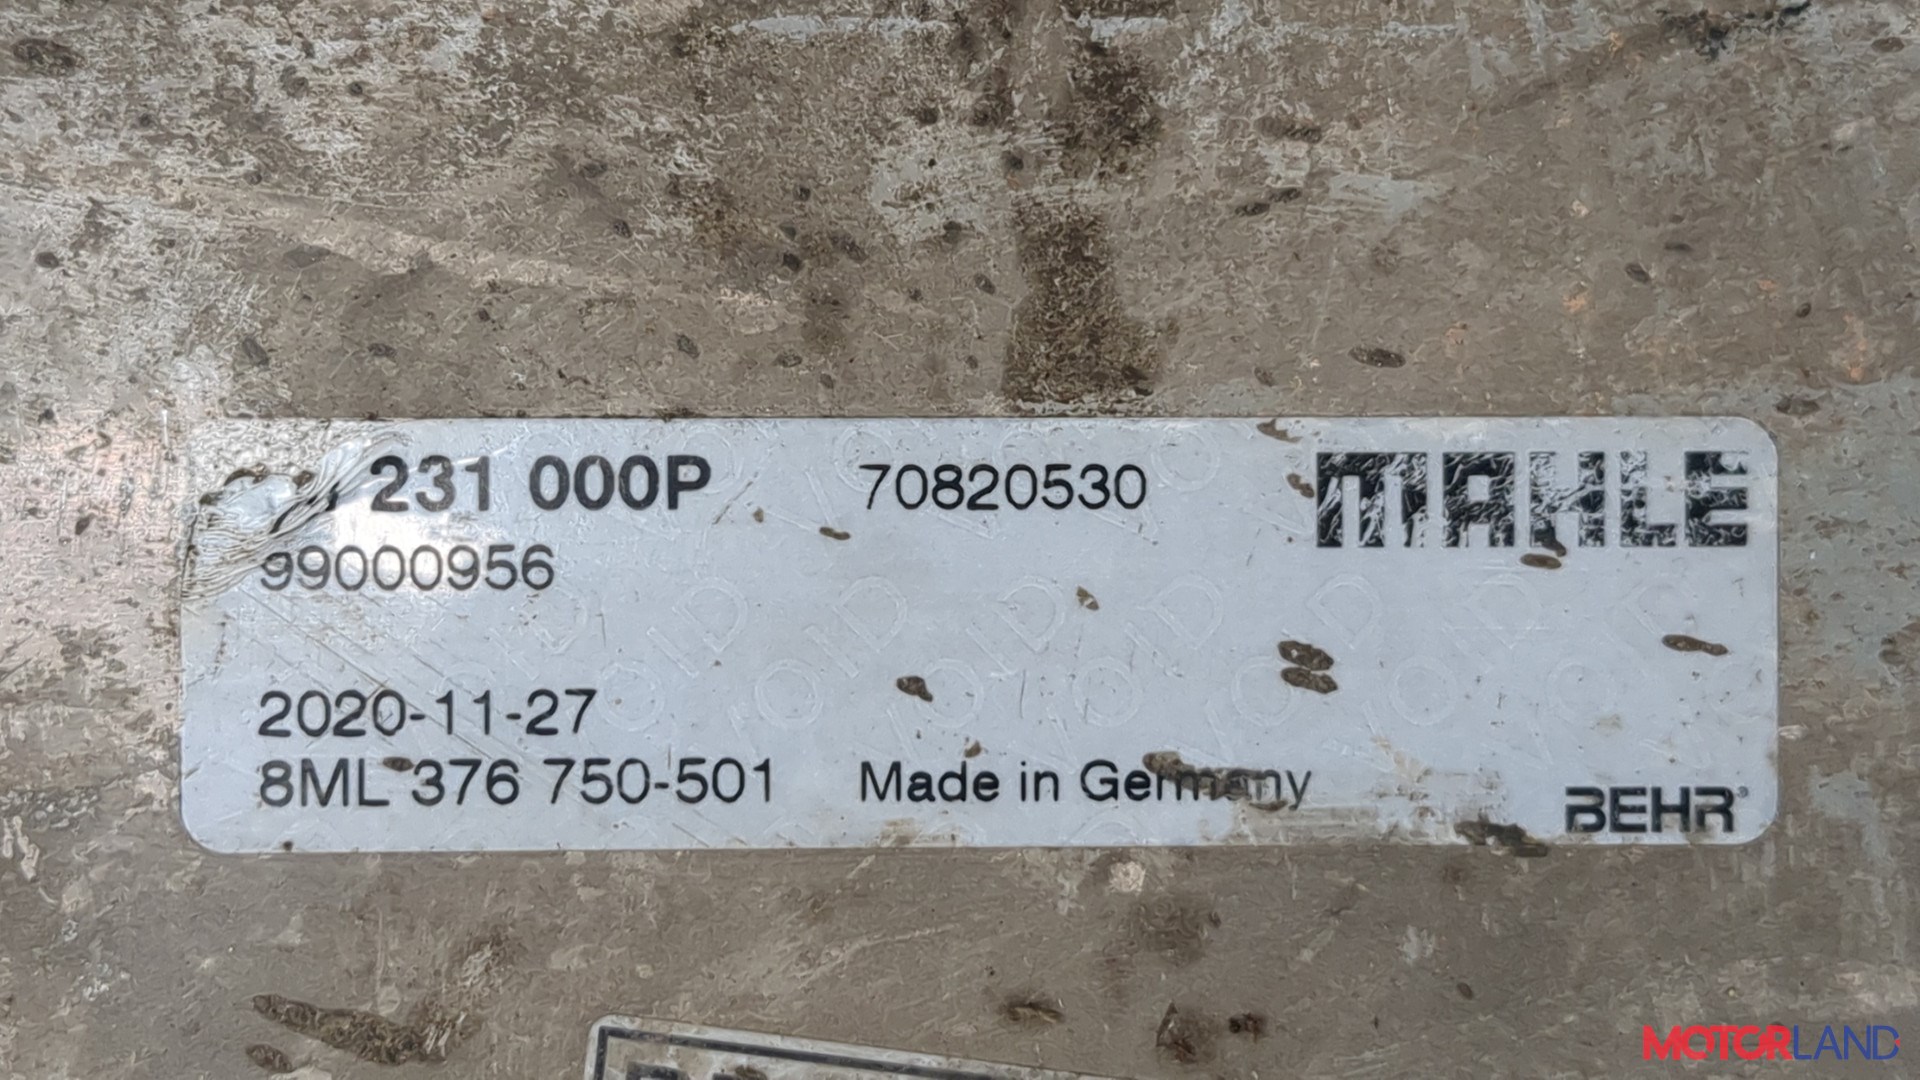 231 000P 70820530 MAHLE
99000956
2020-11-27
8ML 376 750-501 Made in Germany
BEHR®
MOTORLAND